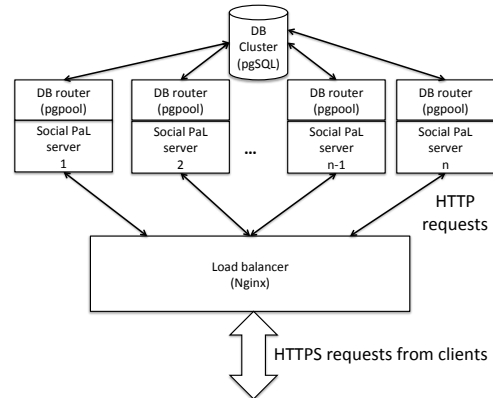 DB
Cluster
(pgSQL)
DB router
(pgpool)
Social PaL
server
1
DB router
(pgpool)
Social PaL
server
2
...
DB router
(pgpool)
Social PaL
server
n-1
DB router
(pgpool)
Social PaL
server
n
HTTP
requests
Load balancer
(Nginx)
HTTPS requests from clients